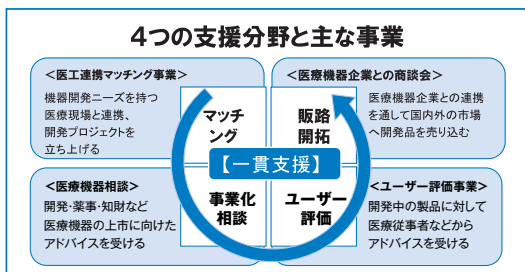 4つの支援分野と主な事業
＜医工連携マッチング事業＞
機器開発ニーズを持つ
医療現場と連携、
開発プロジェクトを
立ち上げる
マッチ
ング
販路
開拓
＜医療機器企業との商談会＞
医療機器企業との連携
を通して国内外の市場
へ開発品を売り込む
【一貫支援】
＜医療機器相談＞
開発・薬事・知財など
医療機器の上市に向けた
アドバイスを受ける
事業化
相談
ユーザー
評価
＜ユーザー評価事業＞
開発中の製品に対して
医療従事者などから
アドバイスを受ける